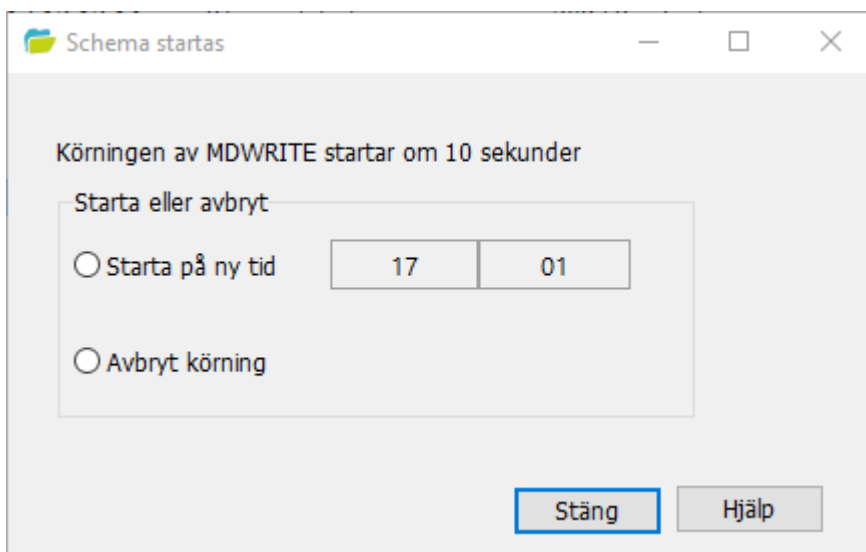 Schema startas
Körningen av MDWRITE startar om 10 sekunder
Starta eller avbryt
Starta på ny tid 17 01
Avbryt körning
Stäng Hjälp